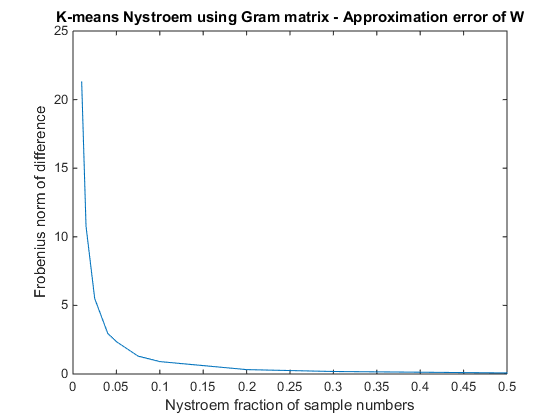 K-means Nystroem using Gram matrix - Approximation error of W
Frobenius norm of difference
25
20
15
10
5
0
0 0.05 0.1 0.15 0.2 0.25 0.3 0.35 0.4 0.45 0.5
Nystroem fraction of sample numbers